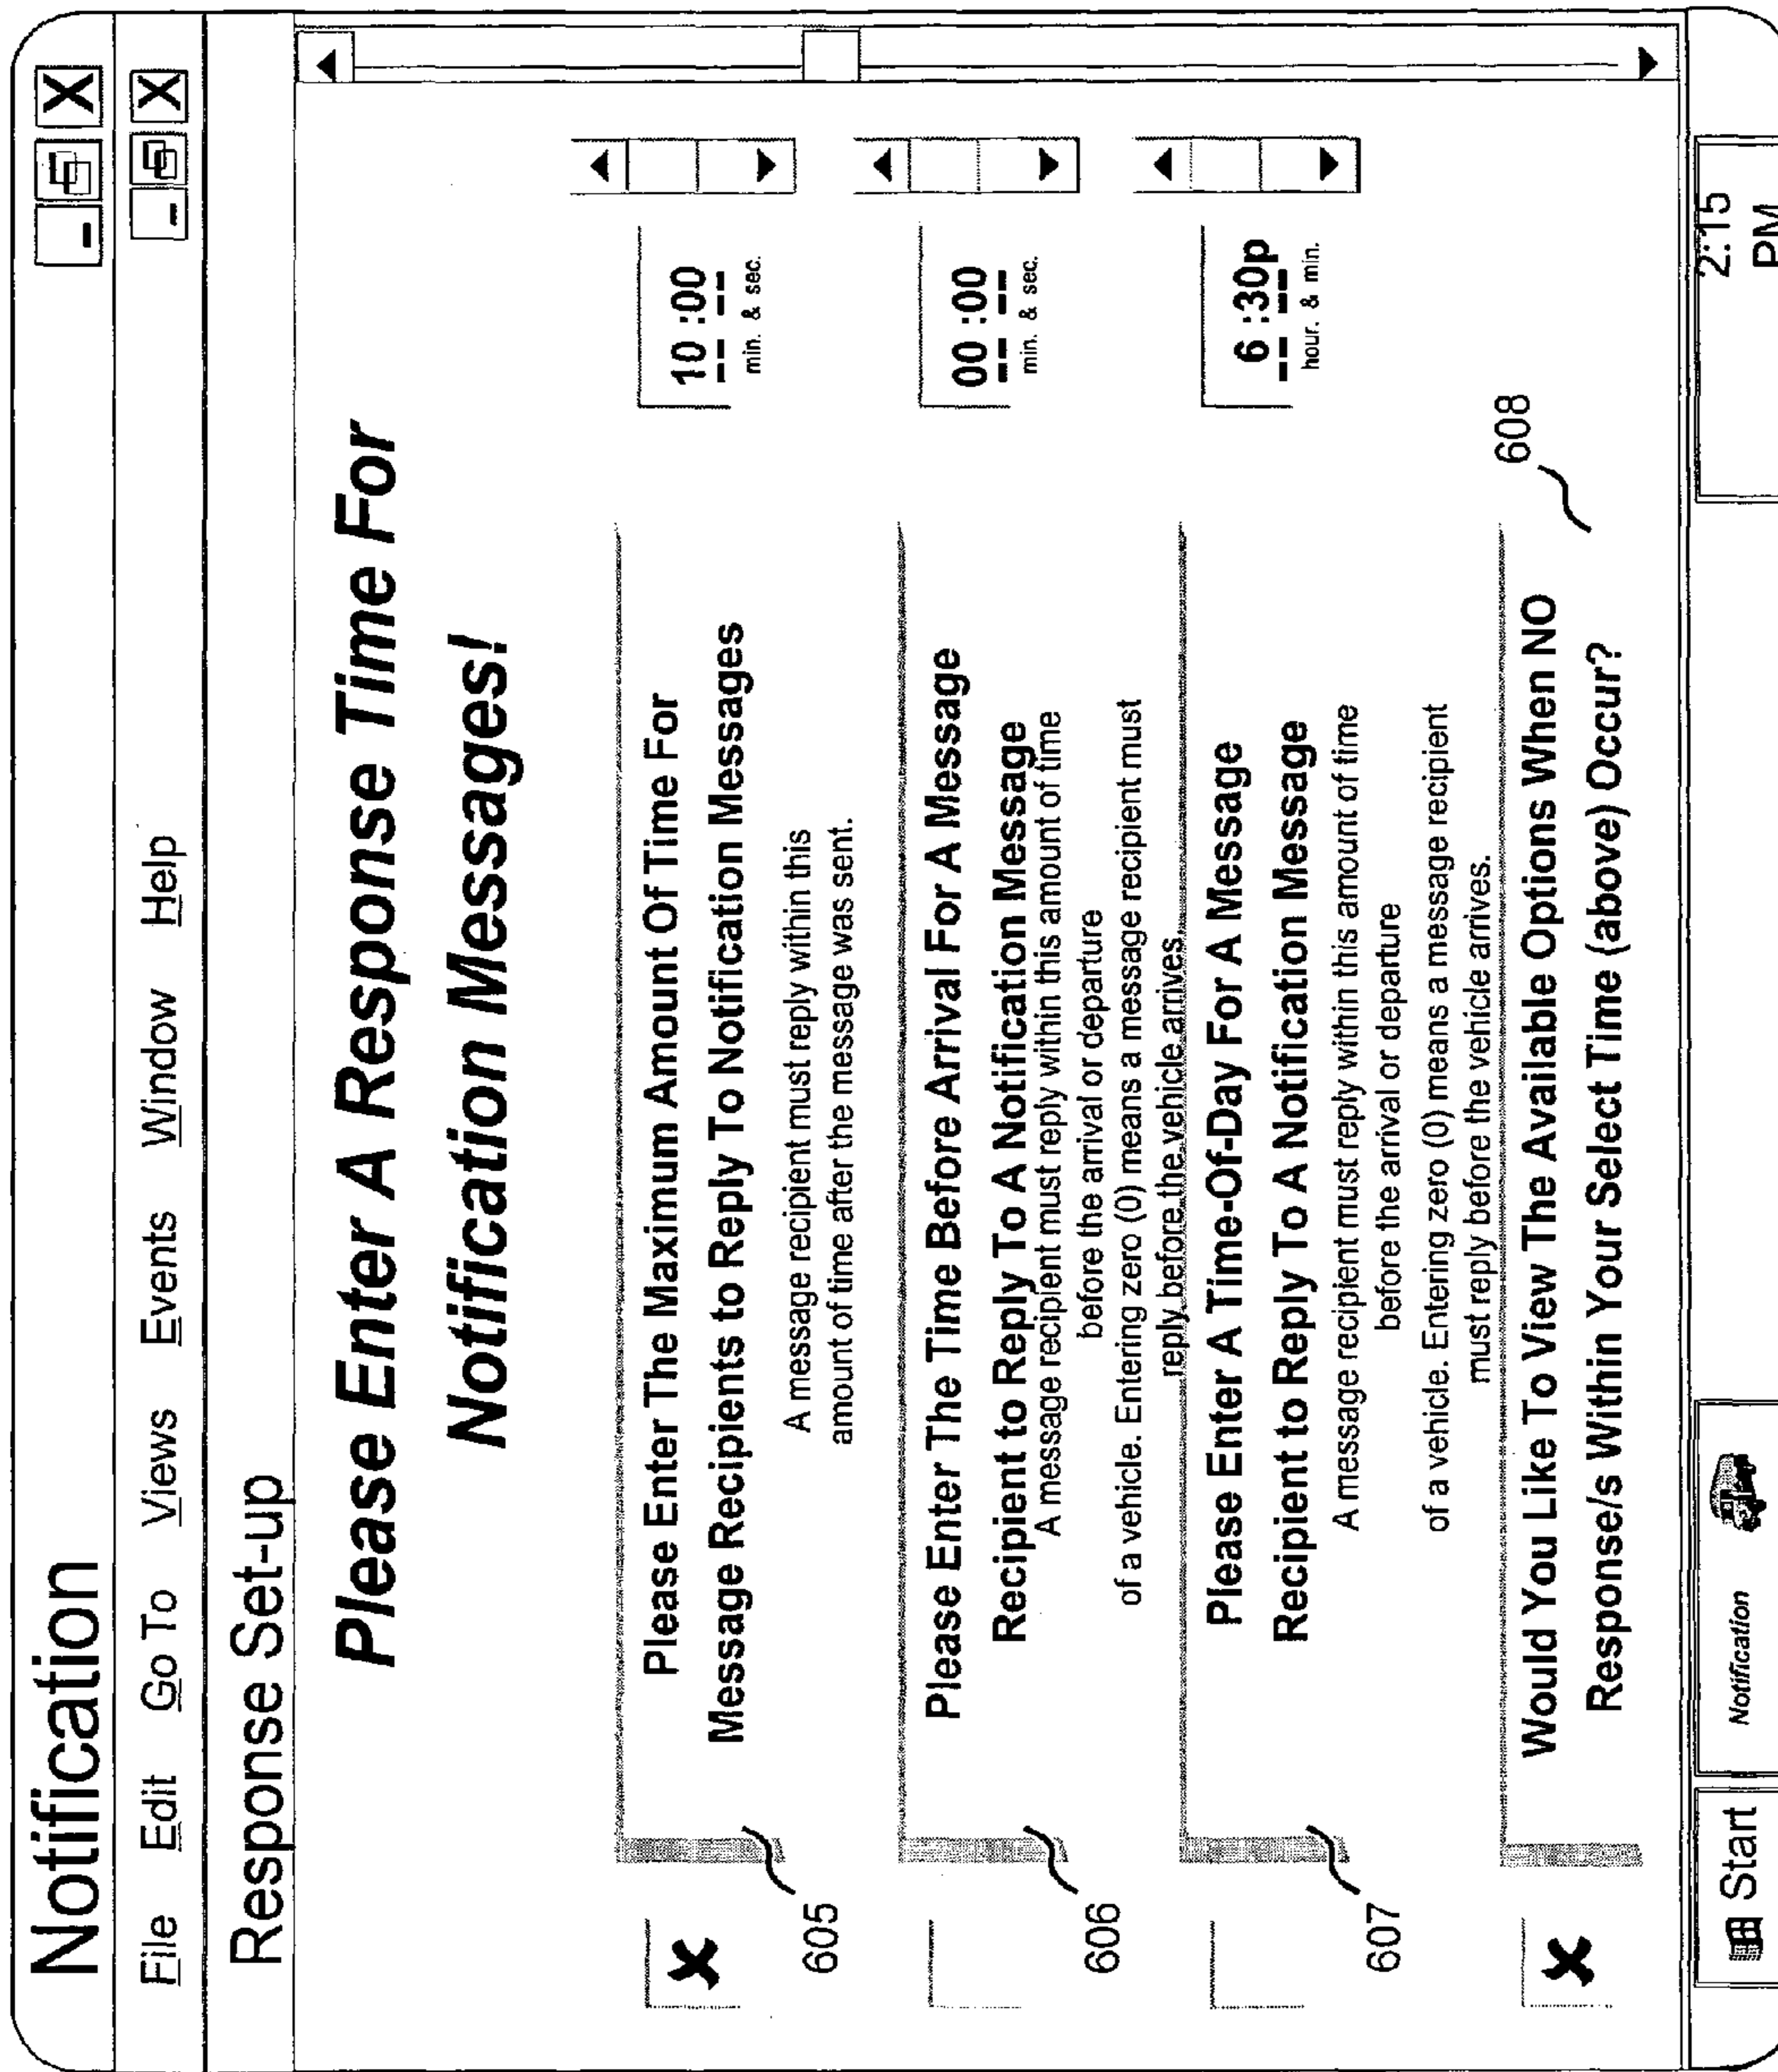 Notification
File Edit Go To Views Events Window Help
Response Set-up
Please Enter A Response Time For
Notification Messages!
Please Enter The Maximum Amount Of Time For
Message Recipients to Reply To Notification Messages
A message recipient must reply within this
amount of time after the message was sent.
10 :00
min. & sec.
605
Please Enter The Time Before Arrival For A Message
Recipient to Reply To A Notification Message
A message recipient must reply within this amount of time
before the arrival or departure
of a vehicle. Entering zero (0) means a message recipient must
reply before the vehicle arrives.
00 :00
min. & sec.
606
Please Enter A Time-Of-Day For A Message
Recipient to Reply To A Notification Message
A message recipient must reply within this amount of time
before the arrival or departure
of a vehicle. Entering zero (0) means a message recipient
must reply before the vehicle arrives.
6 :30p
hour. & min.
607
608
Would You Like To View The Available Options When NO
Response/s Within Your Select Time (above) Occur?
Start
Notification
2:15
PM